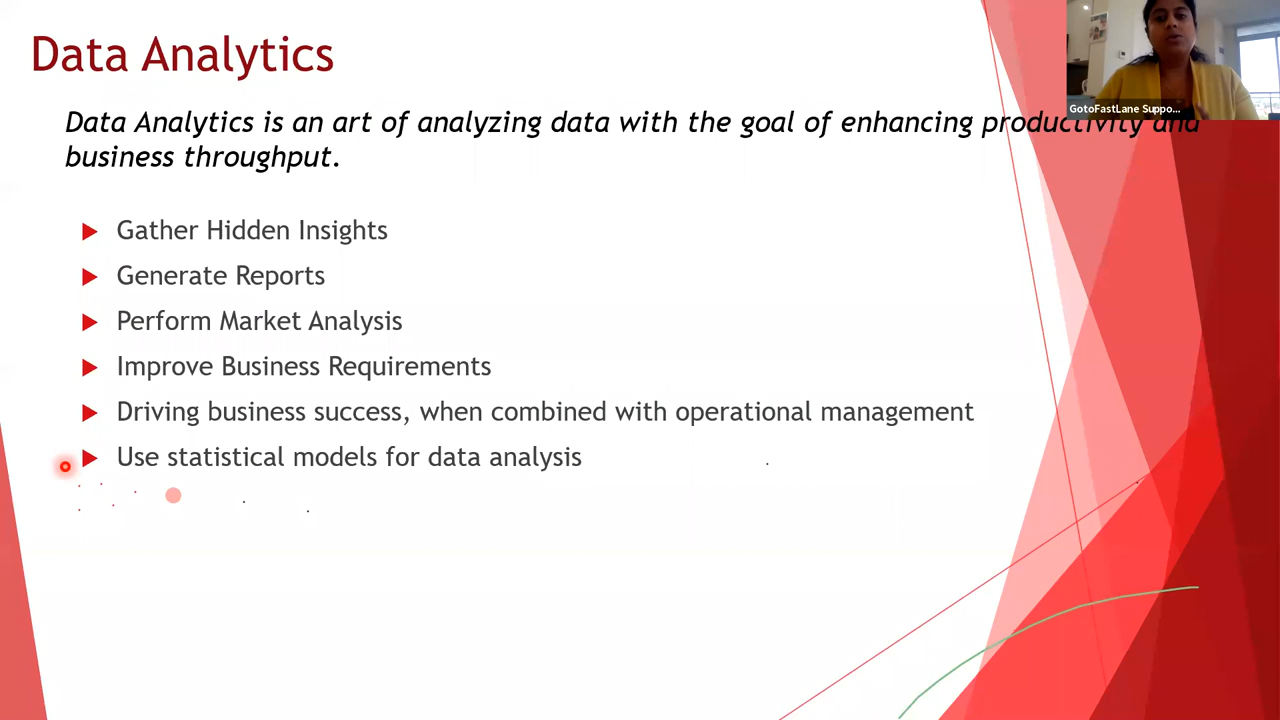 Data Analytics
Data Analytics is an art of analyzing data with the goal of enhancing productivity and
business throughput.
Gather Hidden Insights
Generate Reports
Perform Market Analysis
Improve Business Requirements
Driving business success, when combined with operational management
Use statistical models for data analysis
GotoFastLane Suppo...